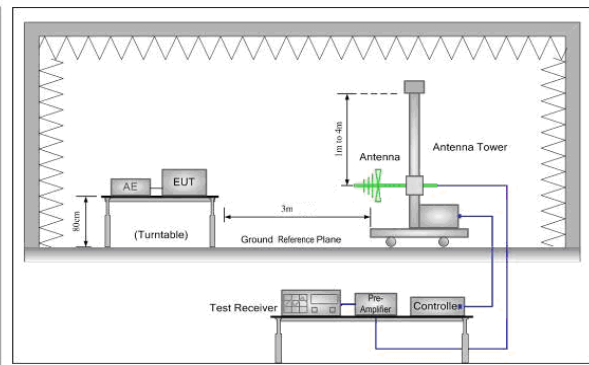 1m to 4m
Antenna
Antenna Tower
AE
EUT
80cm
(Turntable)
3m
Ground Reference Plane
Test Receiver
Pre-
Amplifier
Controller